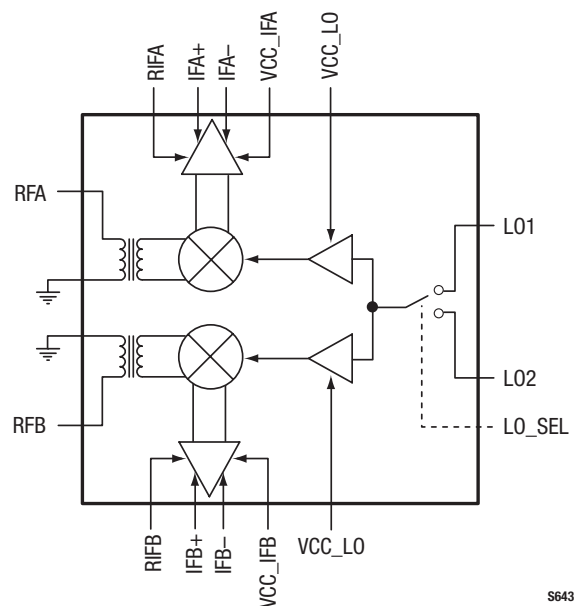 RIFA
IFA+
IFA–
VCC_IFA
VCC_LO
RFA
LO1
LO2
RFB
LO_SEL
RIFB
IFB+
IFB–
VCC_IFB
VCC_LO
S643